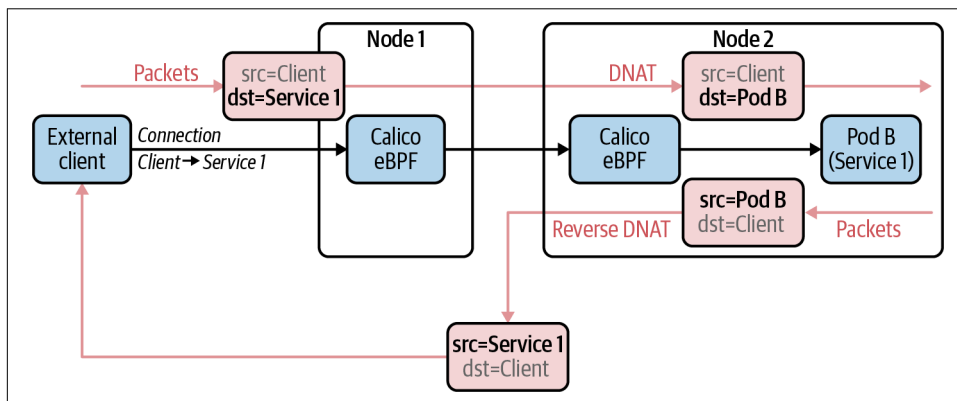 Node 1
Node 2
Packets
src=Client
dst=Service 1
DNAT
src=Client
dst=Pod B
External
client
Connection
Client→Service 1
Calico
eBPF
Calico
eBPF
Pod B
(Service 1)
src=Pod B
dst=Client
Reverse DNAT
Packets
src=Service 1
dst=Client